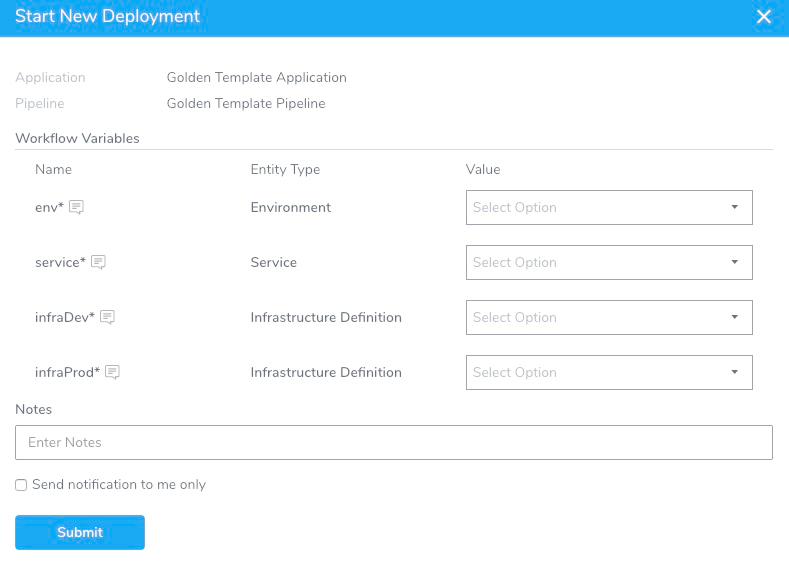 Start New Deployment
Application Golden Template Application
Pipeline Golden Template Pipeline
Workflow Variables
Name Entity Type Value
env* Environment Select Option
service* Service Select Option
infraDev* Infrastructure Definition Select Option
infraProd* Infrastructure Definition Select Option
Notes
Enter Notes
Send notification to me only
Submit